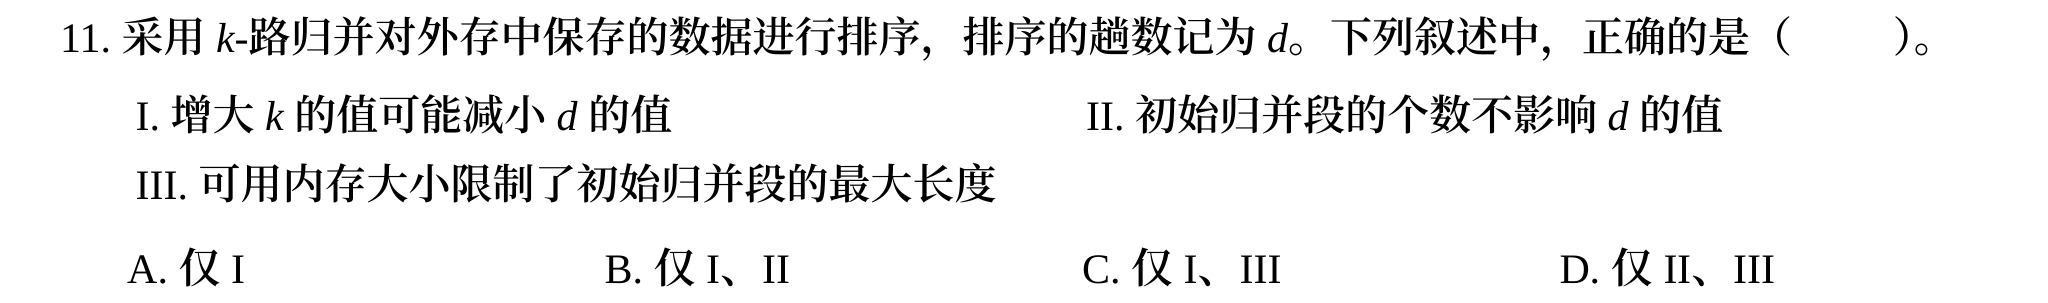 11. 采用 k-路归并对外存中保存的数据进行排序，排序的趟数记为 d。下列叙述中，正确的是（　　）。
I. 增大 k 的值可能减小 d 的值　　II. 初始归并段的个数不影响 d 的值
III. 可用内存大小限制了初始归并段的最大长度
A. 仅 I　　B. 仅 I、II　　C. 仅 I、III　　D. 仅 II、III